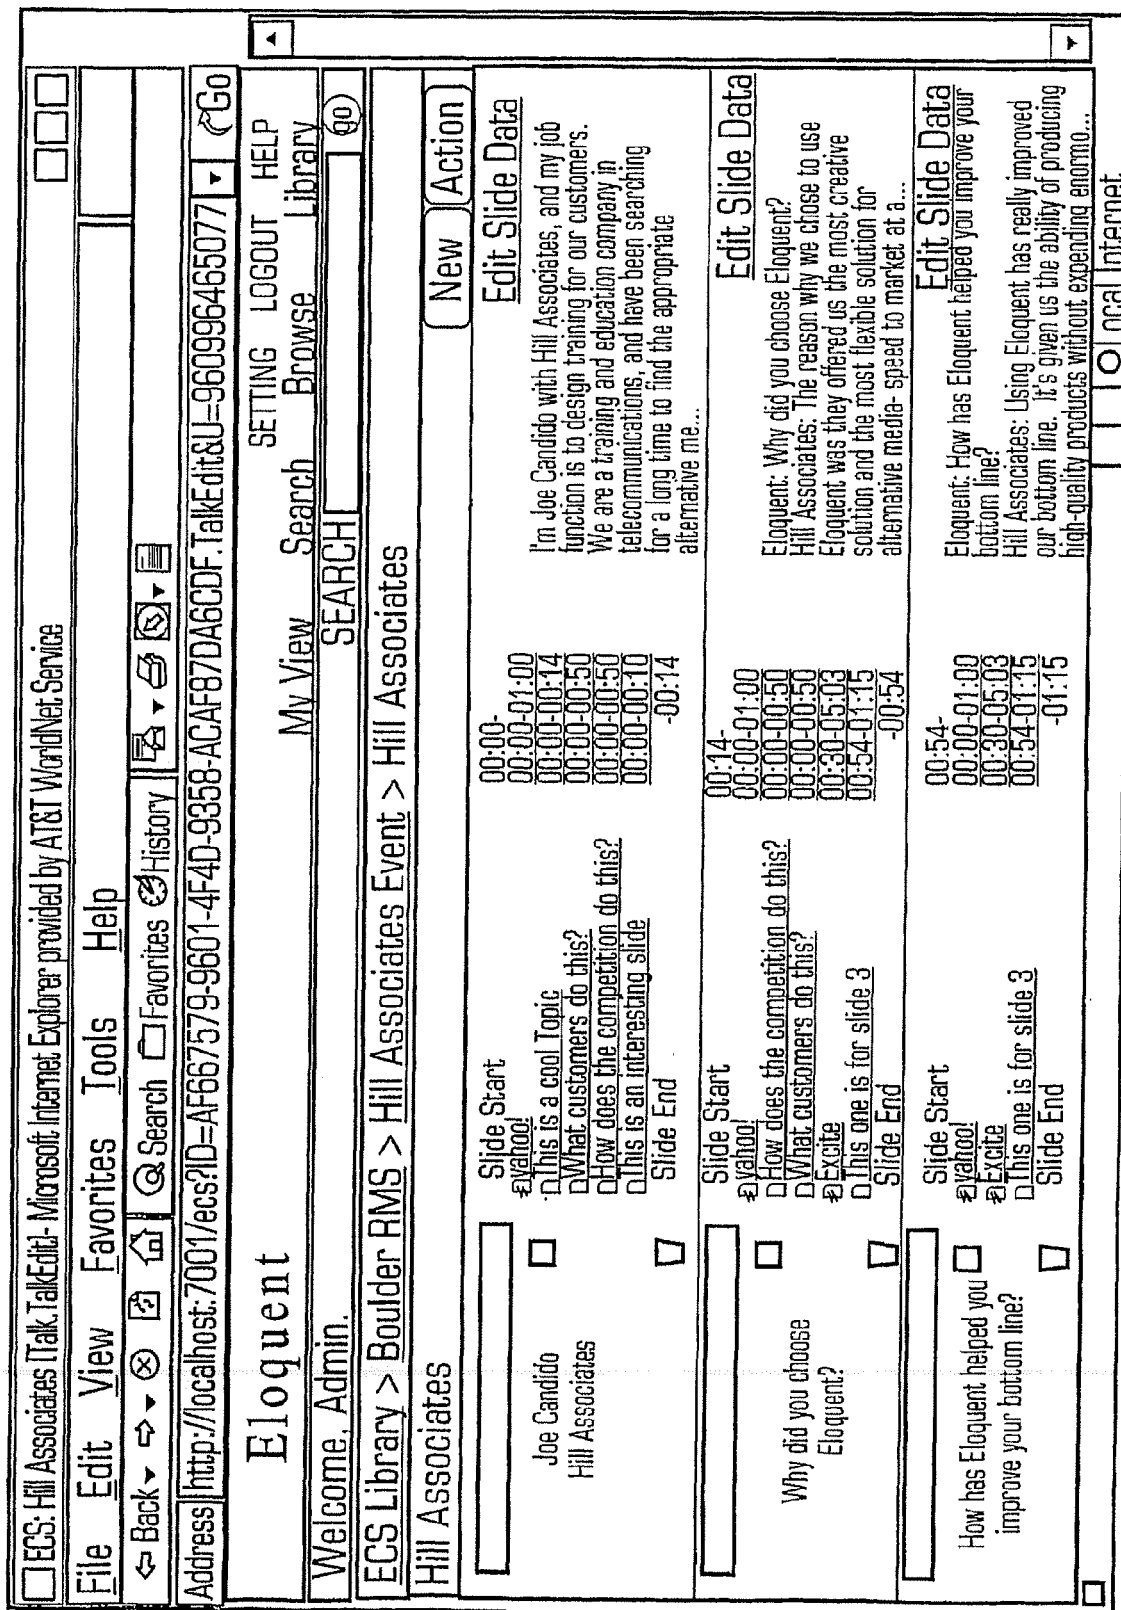 ECS: Hill Associates [Talk.TalkEdit]- Microsoft Internet Explorer provided by AT&T WorldNet Service
File Edit View Favorites Tools Help
Back Search Favorites History
Address http://localhost:7001/ecs?ID=AF667579-9601-4F4D-9358-ACAF87DA6CDF.TalkEdit&U=960996465077 Go
Eloquent
SETTING LOGOUT HELP
My View Search Browse Library
Welcome, Admin.
SEARCH go
ECS Library > Boulder RMS > Hill Associates Event > Hill Associates
Hill Associates
New Action
Joe Candido
Hill Associates
Slide Start 00:00-
yahoo! 00:00-01:00
This is a cool Topic 00:00-00:14
What customers do this? 00:00-00:50
How does the competition do this? 00:00-00:50
This is an interesting slide 00:00-00:10
Slide End -00:14
Edit Slide Data
I'm Joe Candido with Hill Associates, and my job
function is to design training for our customers.
We are a training and education company in
telecommunications, and have been searching
for a long time to find the appropriate
alternative me...
Why did you choose
Eloquent?
Slide Start 00:14-
yahoo! 00:00-01:00
How does the competition do this? 00:00-00:50
What customers do this? 00:00-00:50
Excite 00:30-05:03
This one is for slide 3 00:54-01:15
Slide End -00:54
Edit Slide Data
Eloquent: Why did you choose Eloquent?
Hill Associates: The reason why we chose to use
Eloquent was they offered us the most creative
solution and the most flexible solution for
alternative media- speed to market at a...
How has Eloquent helped you
improve your bottom line?
Slide Start 00:54-
yahoo! 00:00-01:00
Excite 00:30-05:03
This one is for slide 3 00:54-01:15
Slide End -01:15
Edit Slide Data
Eloquent: How has Eloquent helped you improve your
bottom line?
Hill Associates: Using Eloquent has really improved
our bottom line. It's given us the ability of producing
high-quality products without expending enormo...
Local Internet